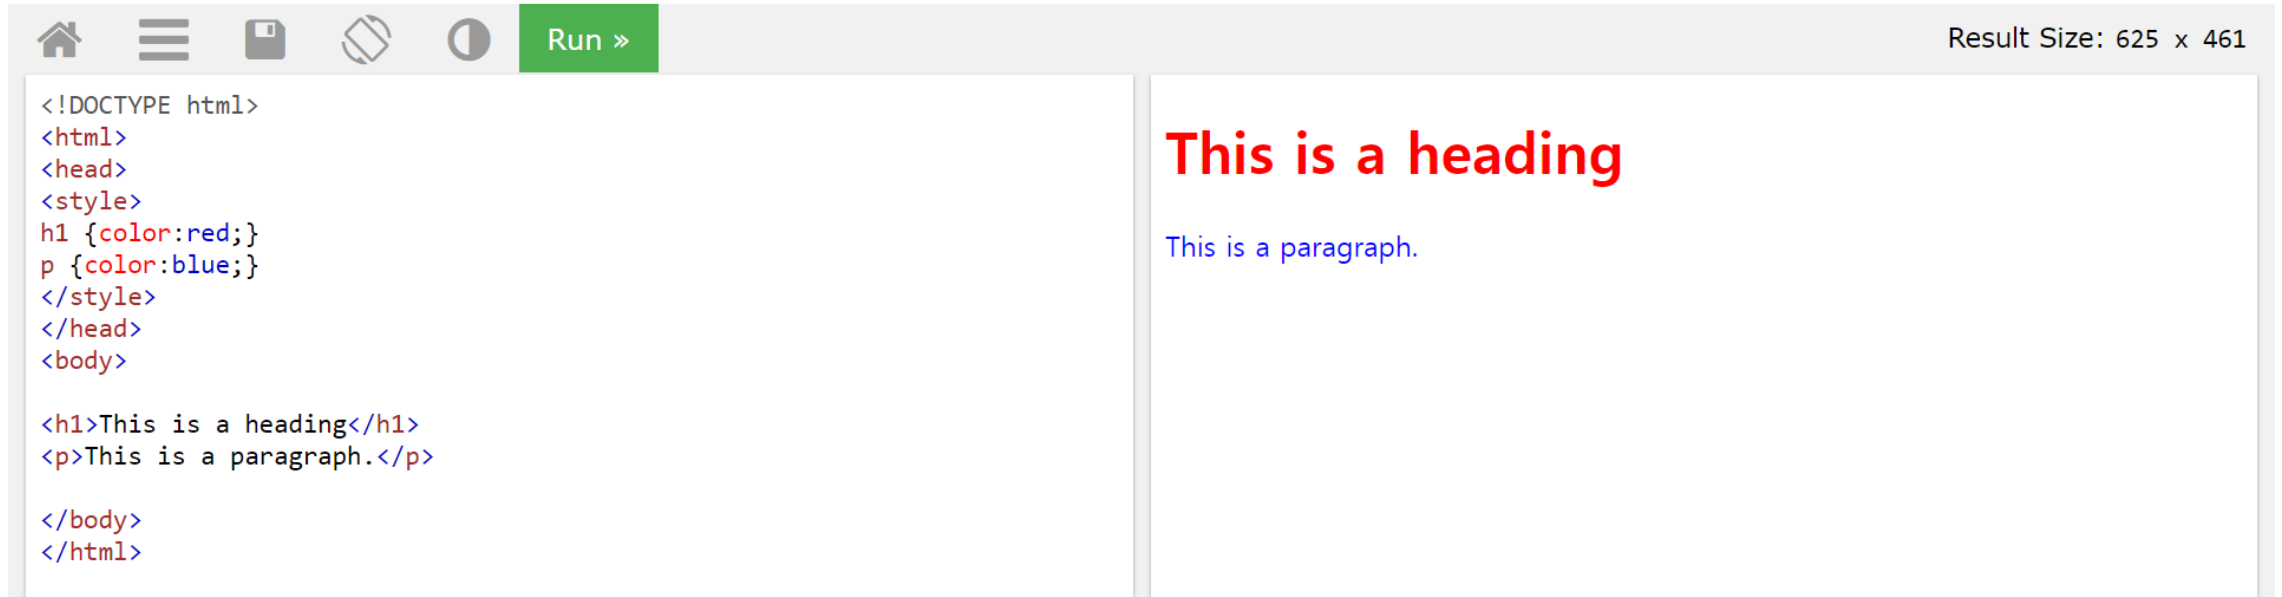 Run »
Result Size: 625 x 461
<!DOCTYPE html>
<html>
<head>
<style>
h1 {color:red;}
p {color:blue;}
</style>
</head>
<body>
<h1>This is a heading</h1>
<p>This is a paragraph.</p>
</body>
</html>
This is a heading
This is a paragraph.